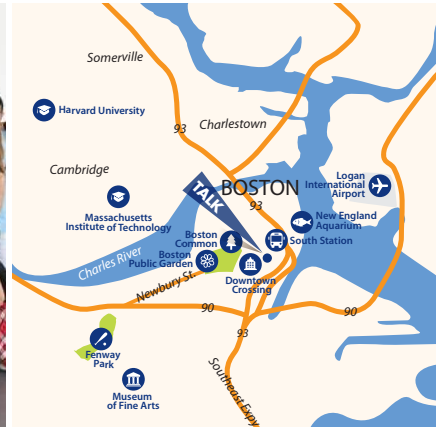 Somerville
Harvard University
93
Charlestown
Cambridge
Logan
International
Airport
TALK
BOSTON
93
Massachusetts
Institute of Technology
New England
Aquarium
Boston
Common
South Station
Boston
Public Garden
Charles River
Downtown
Crossing
Newbury St.
90
90
93
Fenway
Park
Southeast Expy
Museum
of Fine Arts